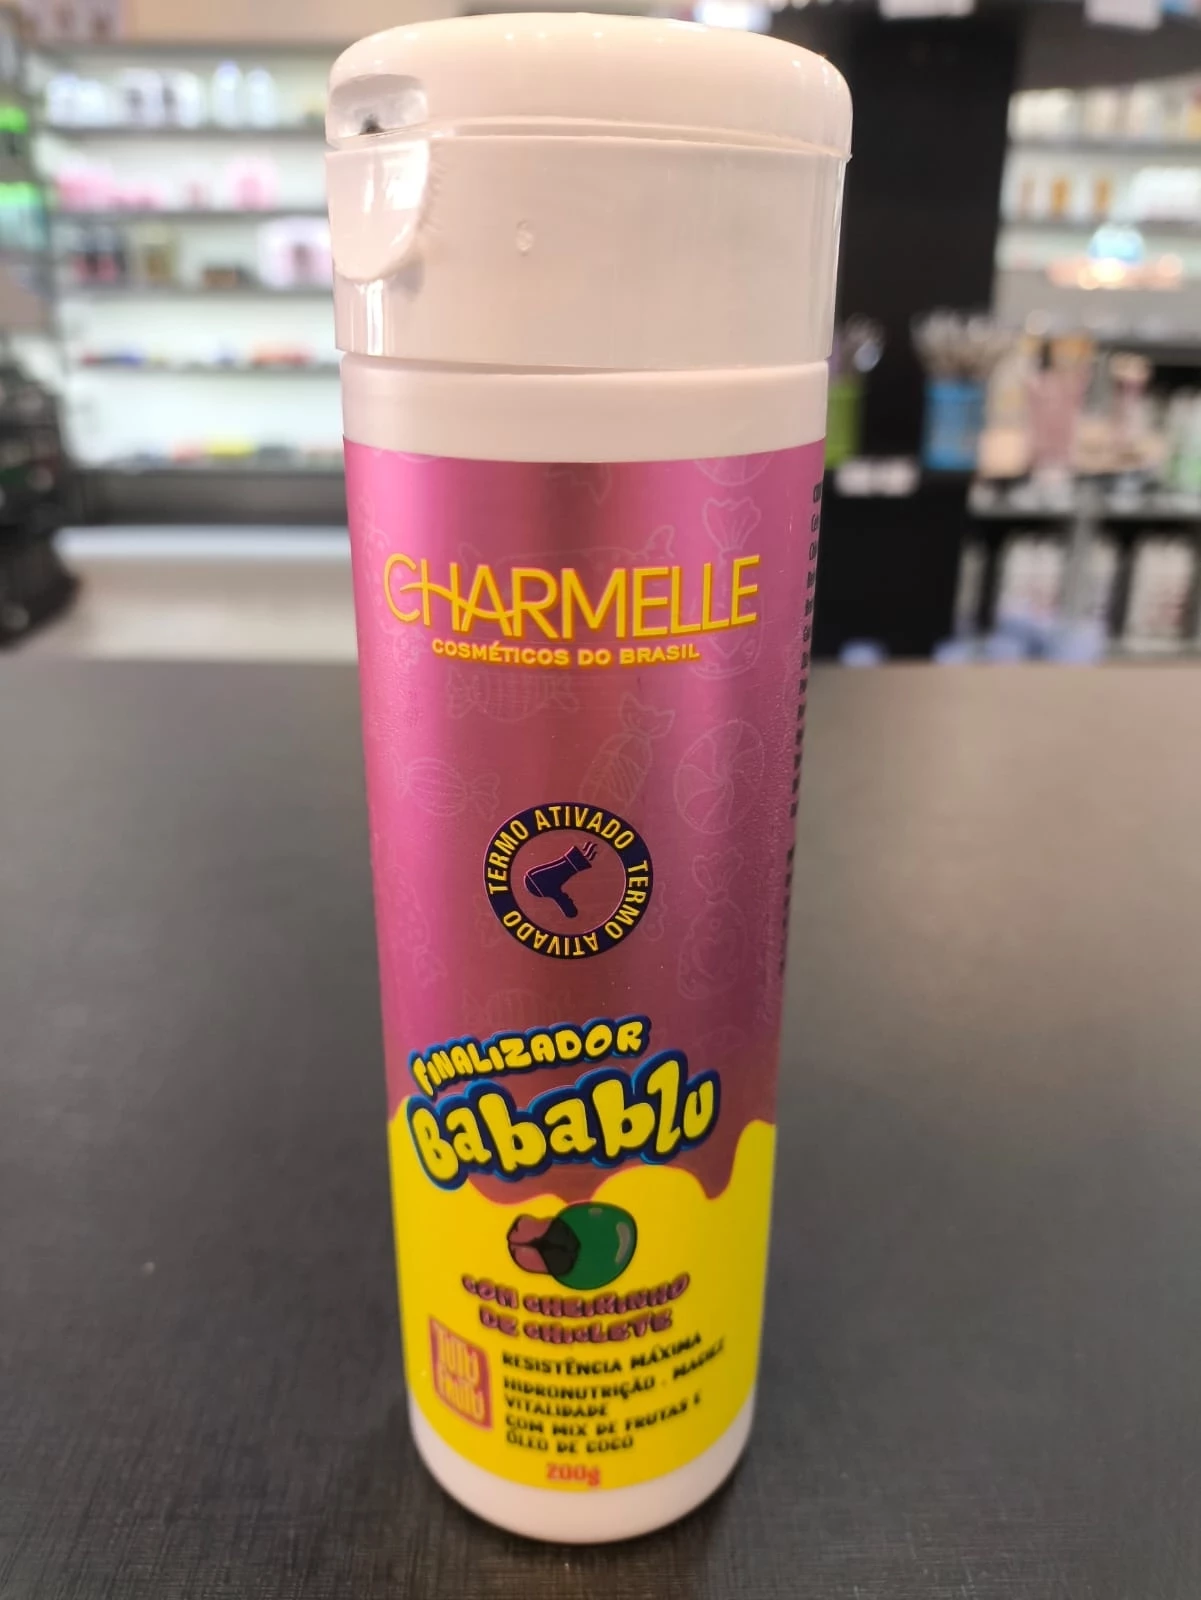 CHARMELLE
COSMÉTICOS DO BRASIL
TERMO ATIVADO TERMO ATIVADO
FINALIZADOR
Babablu
COM CHEIRINHO
DE CHICLETE
Tutti
Frutti
RESISTÊNCIA MÁXIMA
HIDRONUTRIÇÃO . MACIEZ
VITALIDADE
COM MIX DE FRUTAS E
ÓLEO DE COCO
200g